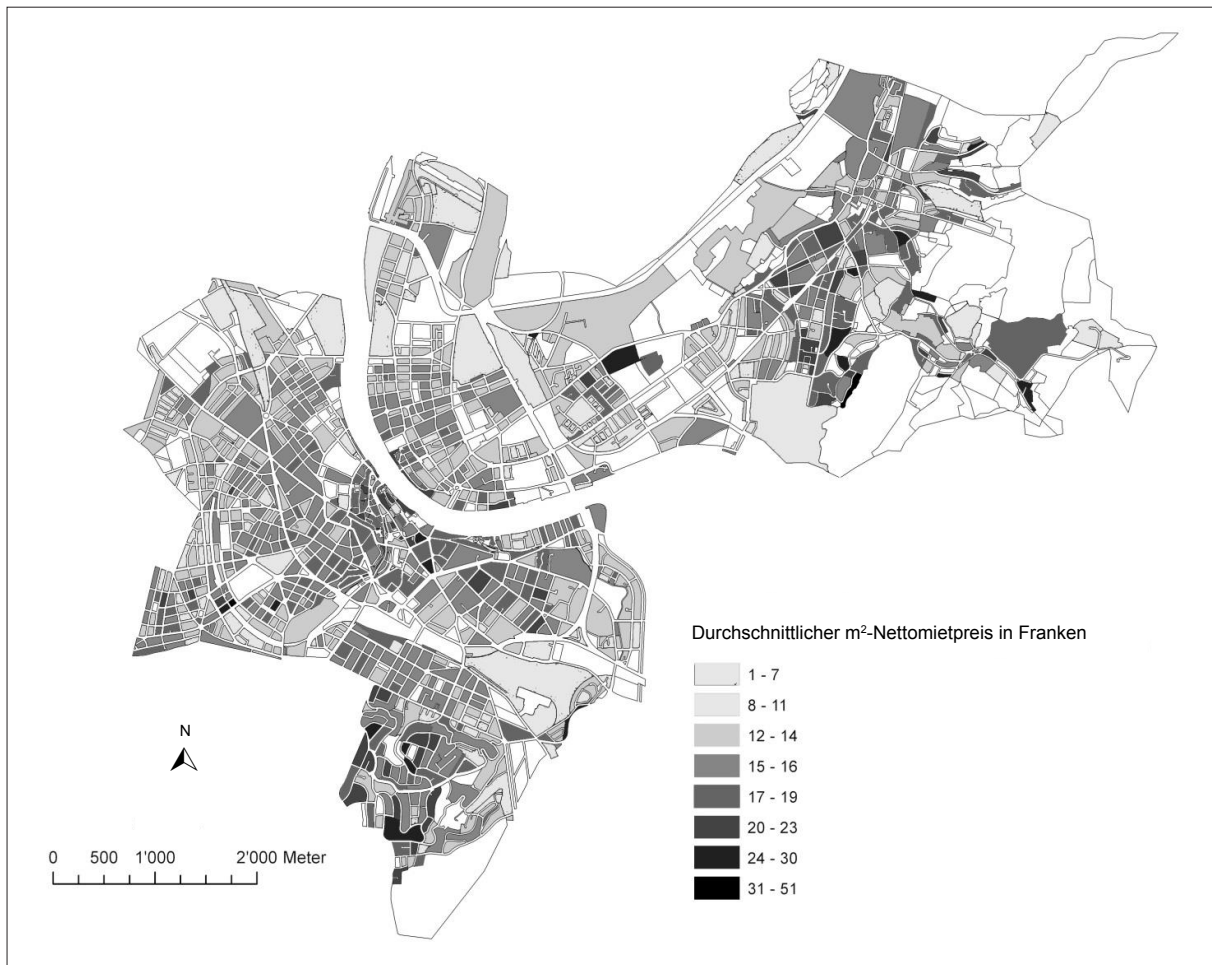 Durchschnittlicher m²-Nettomietpreis in Franken
1 - 7
8 - 11
12 - 14
15 - 16
17 - 19
20 - 23
24 - 30
31 - 51
N
0 500 1'000 2'000 Meter